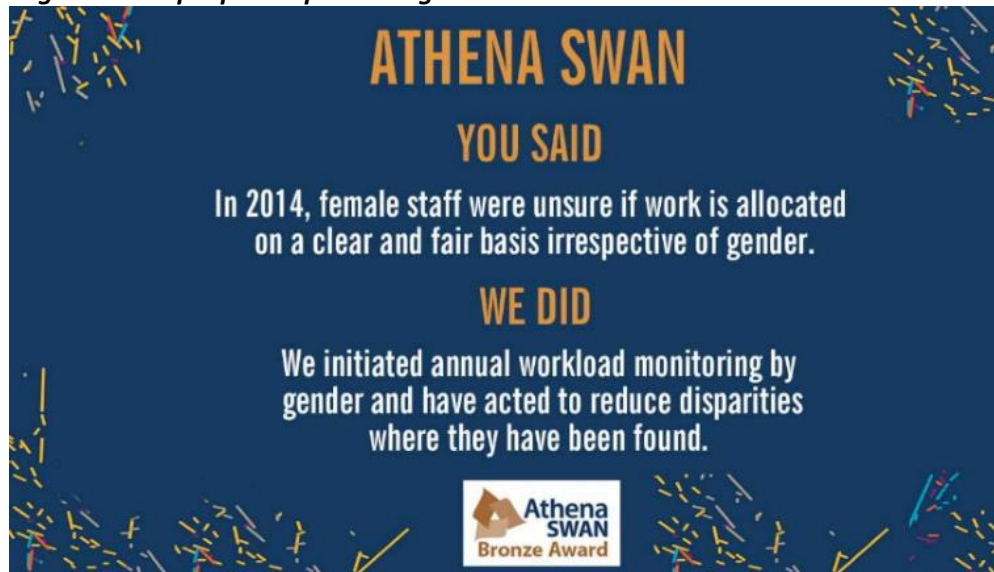 ATHENA SWAN
YOU SAID
In 2014, female staff were unsure if work is allocated
on a clear and fair basis irrespective of gender.
WE DID
We initiated annual workload monitoring by
gender and have acted to reduce disparities
where they have been found.
Athena
SWAN
Bronze Award